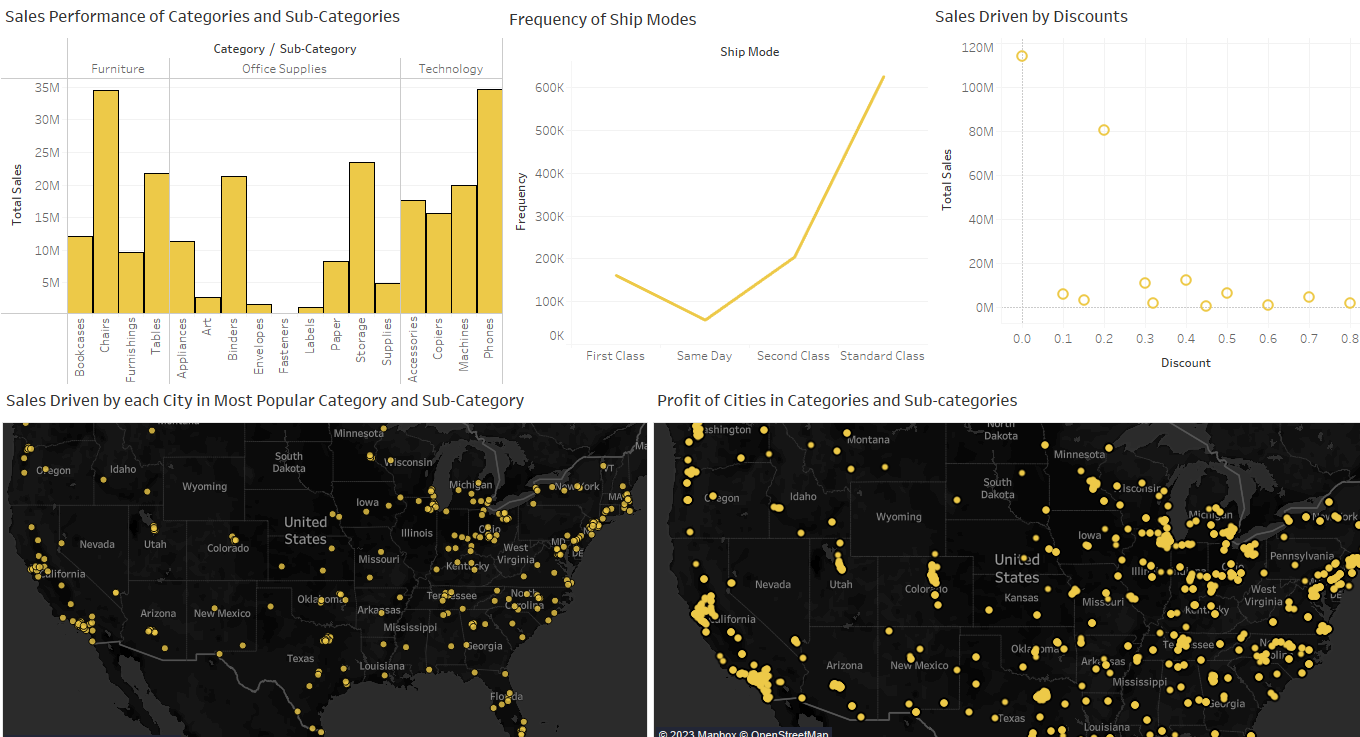 Sales Performance of Categories and Sub-Categories
Category / Sub-Category
Furniture
Office Supplies
Technology
35M
30M
25M
20M
15M
10M
5M
Total Sales
Bookcases
Chairs
Furnishings
Tables
Appliances
Art
Binders
Envelopes
Fasteners
Labels
Paper
Storage
Supplies
Accessories
Copiers
Machines
Phones
Frequency of Ship Modes
Ship Mode
600K
500K
400K
300K
200K
100K
0K
Frequency
First Class
Same Day
Second Class
Standard Class
Sales Driven by Discounts
120M
100M
80M
60M
40M
20M
0M
Total Sales
0.0
0.1
0.2
0.3
0.4
0.5
0.6
0.7
0.8
Discount
Sales Driven by each City in Most Popular Category and Sub-Category
Minnesota
Oregon
Idaho
South
Dakota
Wisconsin
Michigan
New York
VT
MA
Wyoming
Iowa
United
States
Illinois
Ohio
Nevada
Utah
Colorado
Missouri
West
Virginia
MD
California
Kentucky
Arizona
New Mexico
Oklahoma
Arkansas
Tennessee
North
Carolina
Mississippi
Georgia
Texas
Louisiana
Florida
Profit of Cities in Categories and Sub-categories
Washington
Montana
North
Dakota
Minnesota
Oregon
Idaho
South
Dakota
Wisconsin
Michigan
New York
Wyoming
Iowa
Pennsylvania
United
States
Nevada
Utah
Colorado
Kansas
Missouri
West
Virginia
DE
California
Kentucky
Arizona
New Mexico
Oklahoma
Arkansas
Tennessee
Mississippi
Georgia
Texas
Louisiana
© 2023 Mapbox © OpenStreetMap